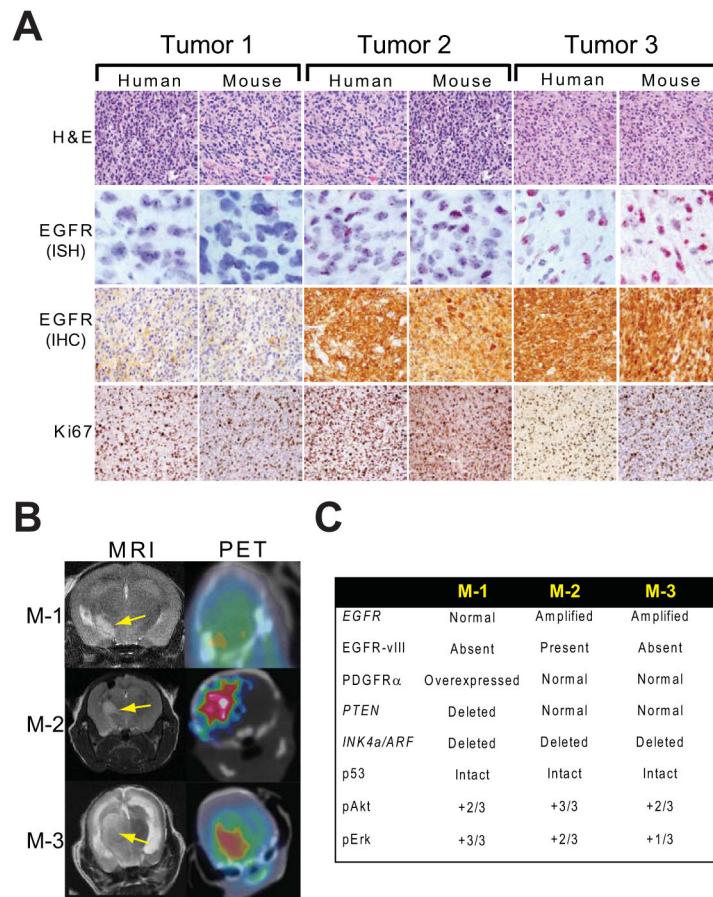 A
Tumor 1 Tumor 2 Tumor 3
Human Mouse Human Mouse Human Mouse
H&E
EGFR
(ISH)
EGFR
(IHC)
Ki67
B
MRI PET
M-1
M-2
M-3
C
M-1 M-2 M-3
EGFR Normal Amplified Amplified
EGFR-vIII Absent Present Absent
PDGFRα Overexpressed Normal Normal
PTEN Deleted Normal Normal
INK4a/ARF Deleted Deleted Deleted
p53 Intact Intact Intact
pAkt +2/3 +3/3 +2/3
pErk +3/3 +2/3 +1/3